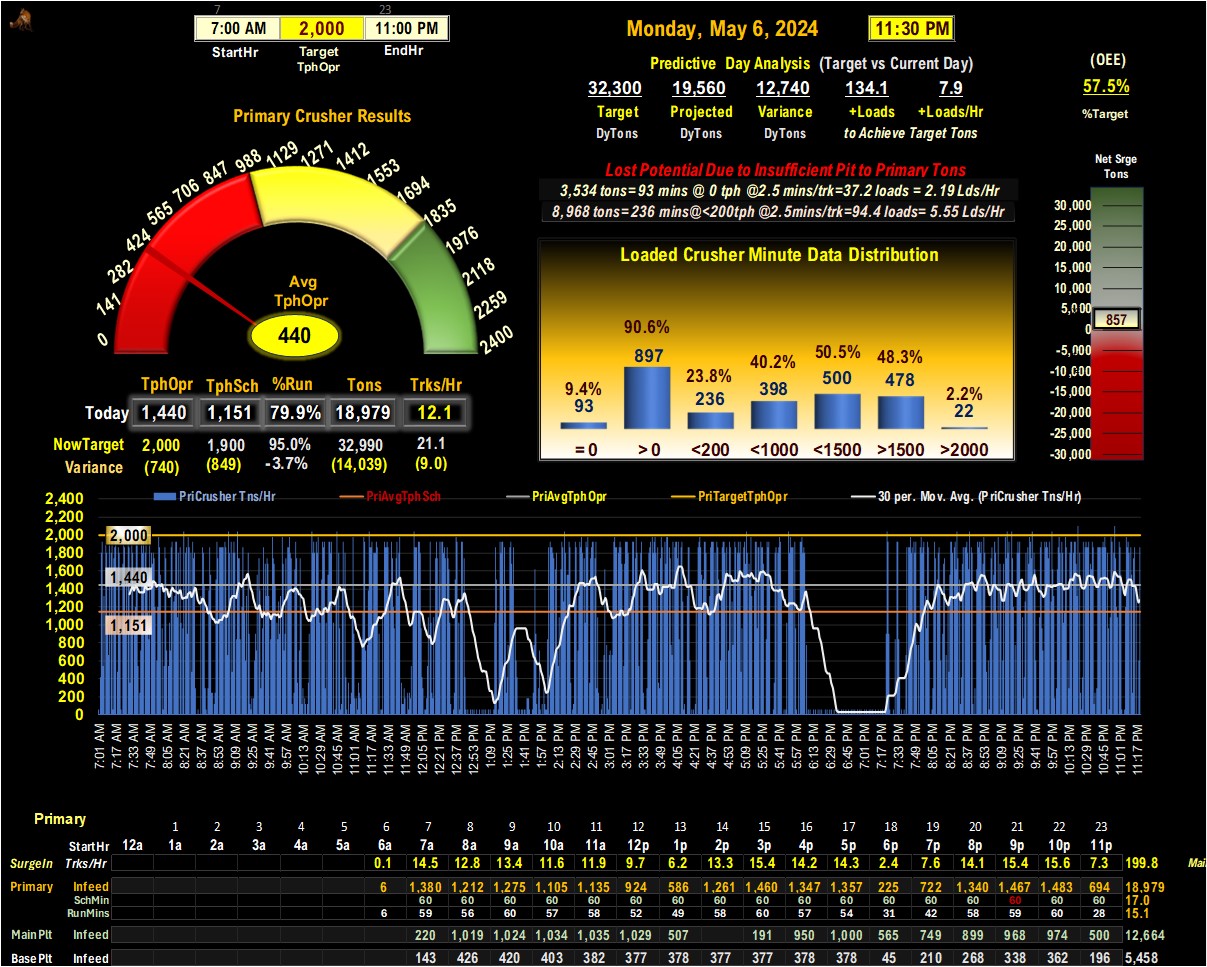 7 23
7:00 AM 2,000 11:00 PM
StartHr Target TphOpr EndHr
Monday, May 6, 2024 11:30 PM
Predictive Day Analysis (Target vs Current Day)
32,300 19,560 12,740 134.1 7.9
Target Projected Variance +Loads +Loads/Hr
DyTons DyTons DyTons to Achieve Target Tons
(OEE)
57.5%
%Target
Primary Crusher Results
0 141 282 424 565 706 847 988 1129 1271 1412 1553 1694 1835 1976 2118 2259 2400
Avg
TphOpr
440
Lost Potential Due to Insufficient Pit to Primary Tons
3,534 tons=93 mins @ 0 tph @2.5 mins/trk=37.2 loads = 2.19 Lds/Hr
8,968 tons=236 mins@<200tph @2.5mins/trk=94.4 loads= 5.55 Lds/Hr
Loaded Crusher Minute Data Distribution
9.4% 90.6% 23.8% 40.2% 50.5% 48.3% 2.2%
93 897 236 398 500 478 22
=0 >0 <200 <1000 <1500 >1500 >2000
Net Srge
Tons
30,000
25,000
20,000
15,000
10,000
5,000
857
0
-5,000
-10,000
-15,000
-20,000
-25,000
-30,000
TphOpr TphSch %Run Tons Trks/Hr
Today 1,440 1,151 79.9% 18,979 12.1
NowTarget 2,000 1,900 95.0% 32,990 21.1
Variance (740) (849) -3.7% (14,039) (9.0)
PriCrusher Tns/Hr PriAvgTphSch PriAvgTphOpr PriTargetTphOpr 30 per. Mov. Avg. (PriCrusher Tns/Hr)
2,400
2,200
2,000
1,800
1,600
1,400
1,200
1,000
800
600
400
200
0
2,000
1,440
1,151
7:01 AM 7:17 AM 7:33 AM 7:49 AM 8:05 AM 8:21 AM 8:37 AM 8:53 AM 9:09 AM 9:25 AM 9:41 AM 9:57 AM 10:13 AM 10:29 AM 10:45 AM 11:01 AM 11:17 AM 11:33 AM 11:49 AM 12:05 PM 12:21 PM 12:37 PM 12:53 PM 1:09 PM 1:25 PM 1:41 PM 1:57 PM 2:13 PM 2:29 PM 2:45 PM 3:01 PM 3:17 PM 3:33 PM 3:49 PM 4:05 PM 4:21 PM 4:37 PM 4:53 PM 5:09 PM 5:25 PM 5:41 PM 5:57 PM 6:13 PM 6:29 PM 6:45 PM 7:01 PM 7:17 PM 7:33 PM 7:49 PM 8:05 PM 8:21 PM 8:37 PM 8:53 PM 9:09 PM 9:25 PM 9:41 PM 9:57 PM 10:13 PM 10:29 PM 10:45 PM 11:01 PM 11:17 PM
Primary 1 2 3 4 5 6 7 8 9 10 11 12 13 14 15 16 17 18 19 20 21 22 23
StartHr 12a 1a 2a 3a 4a 5a 6a 7a 8a 9a 10a 11a 12p 1p 2p 3p 4p 5p 6p 7p 8p 9p 10p 11p
SurgeIn Trks/Hr 0.1 14.5 12.8 13.4 11.6 11.9 9.7 6.2 13.3 15.4 14.2 14.3 2.4 7.6 14.1 15.4 15.6 7.3 199.8 Mai
Primary Infeed 6 1,380 1,212 1,275 1,105 1,135 924 586 1,261 1,460 1,347 1,357 225 722 1,340 1,467 1,483 694 18,979
SchMin 60 60 60 60 60 60 60 60 60 60 60 60 60 60 60 60 60 17.0
RunMins 6 59 56 60 57 58 52 49 58 60 57 54 31 42 58 59 60 28 15.1
MainPlt Infeed 220 1,019 1,024 1,034 1,035 1,029 507 191 950 1,000 565 749 899 968 974 500 12,664
BasePlt Infeed 143 426 420 403 382 377 378 377 377 378 378 45 210 268 338 362 196 5,458